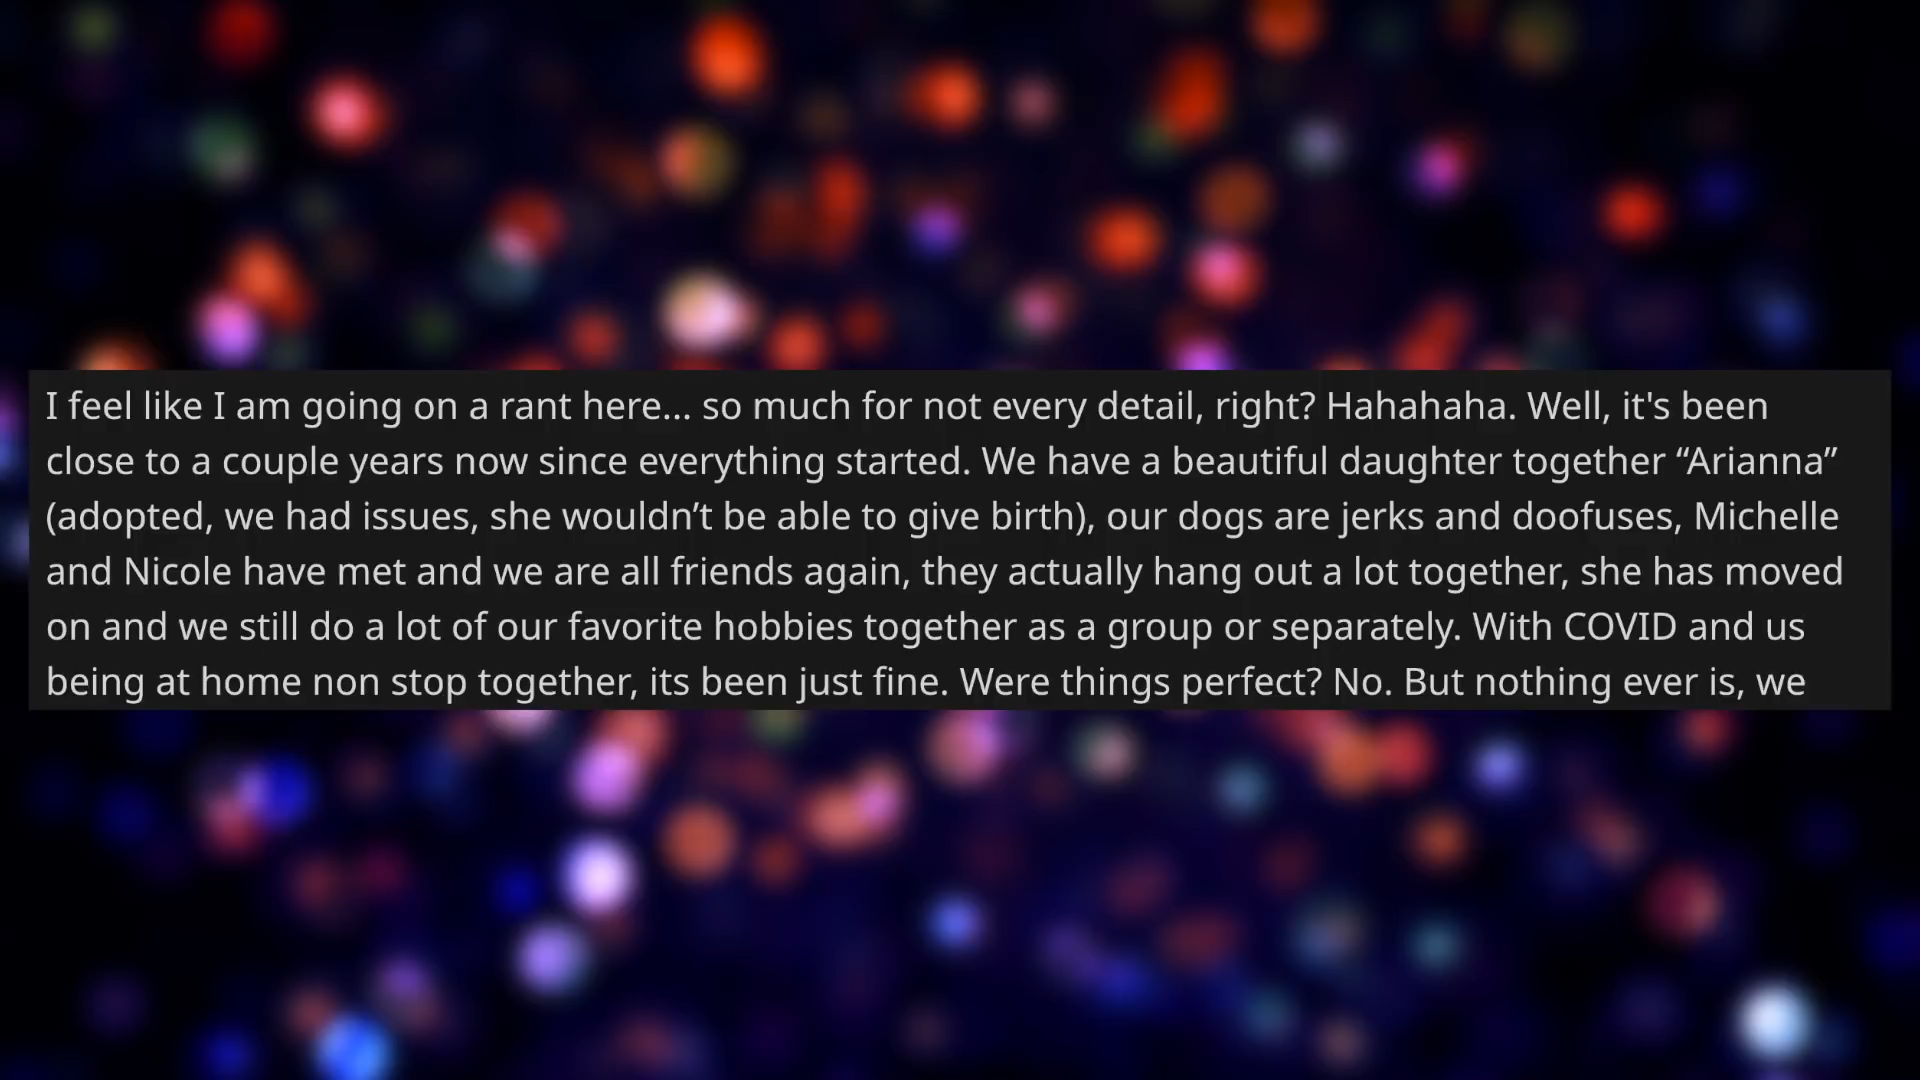 I feel like I am going on a rant here... so much for not every detail, right? Hahahaha. Well, it's been
close to a couple years now since everything started. We have a beautiful daughter together “Arianna”
(adopted, we had issues, she wouldn’t be able to give birth), our dogs are jerks and doofuses, Michelle
and Nicole have met and we are all friends again, they actually hang out a lot together, she has moved
on and we still do a lot of our favorite hobbies together as a group or separately. With COVID and us
being at home non stop together, its been just fine. Were things perfect? No. But nothing ever is, we